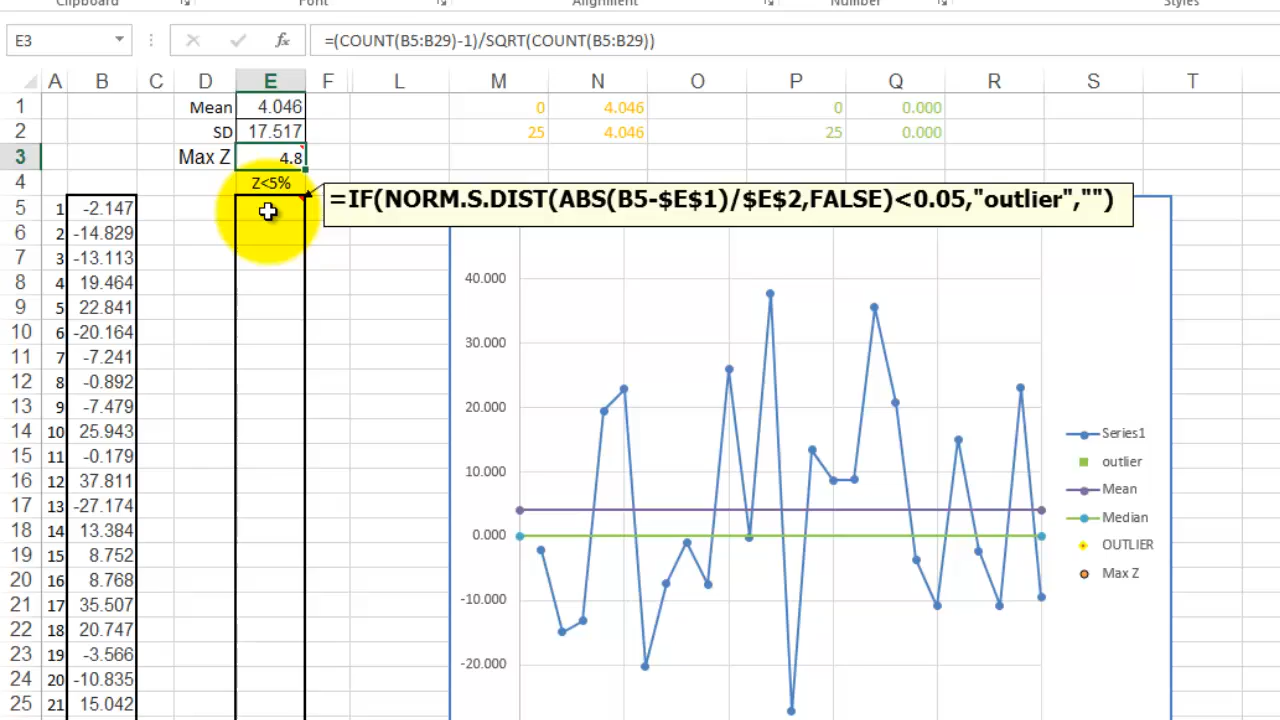 Clipboard Font Alignment Number Styles
E3 fx =(COUNT(B5:B29)-1)/SQRT(COUNT(B5:B29))
A B C D E F L M N O P Q R S T
1 Mean 4.046 0 4.046 0 0.000
2 SD 17.517 25 4.046 25 0.000
3 Max Z 4.8
4 Z<5%
=IF(NORM.S.DIST(ABS(B5-$E$1)/$E$2,FALSE)<0.05,"outlier","")
5 1 -2.147
6 2 -14.829
7 3 -13.113
8 4 19.464
9 5 22.841
10 6 -20.164
11 7 -7.241
12 8 -0.892
13 9 -7.479
14 10 25.943
15 11 -0.179
16 12 37.811
17 13 -27.174
18 14 13.384
19 15 8.752
20 16 8.768
21 17 35.507
22 18 20.747
23 19 -3.566
24 20 -10.835
25 21 15.042
40.000
30.000
20.000
10.000
0.000
-10.000
-20.000
Series1
outlier
Mean
Median
OUTLIER
Max Z